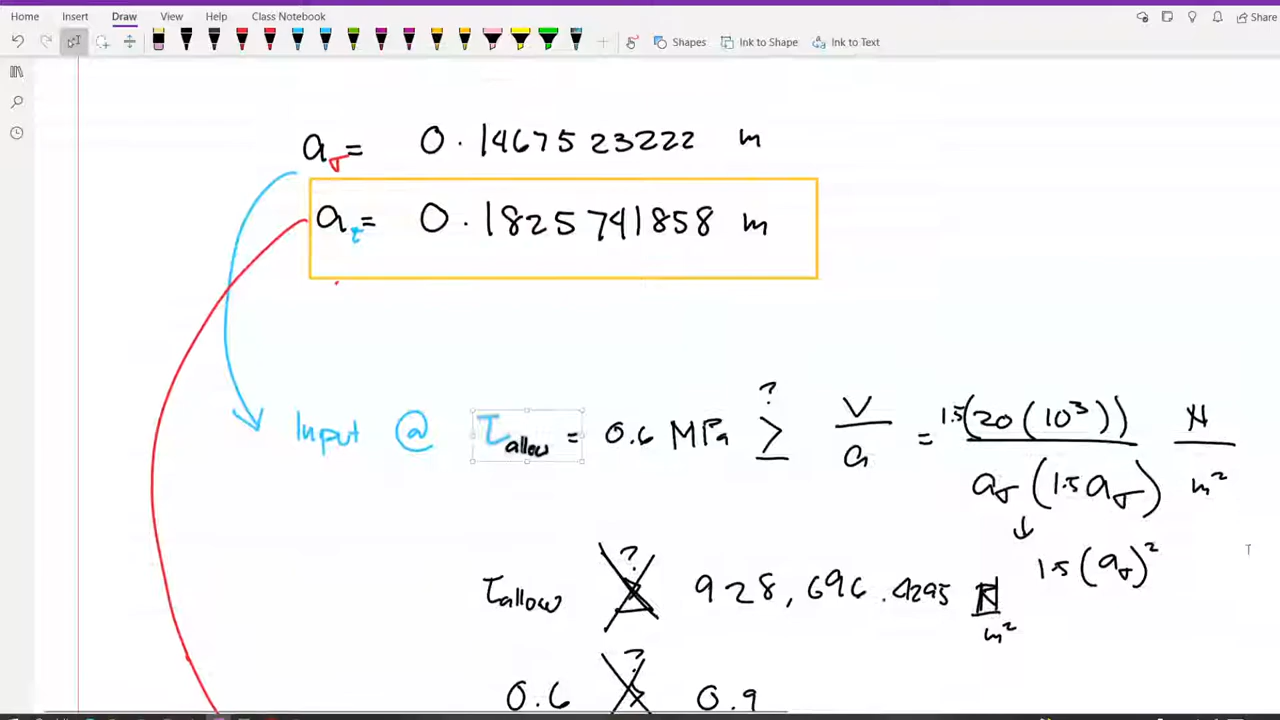 Home Insert Draw View Help Class Notebook Share
Shapes Ink to Shape Ink to Text
aσ = 0.1467523222 m
aτ = 0.1825741858 m
Input @ τallow = 0.6 MPa ≥? V/a = 1.5(20(10³))/aσ(1.5aσ) N/m²
↓
1.5(aσ)²
τallow ≥? 928,696.4295 N/m²
0.6 ? 0.9